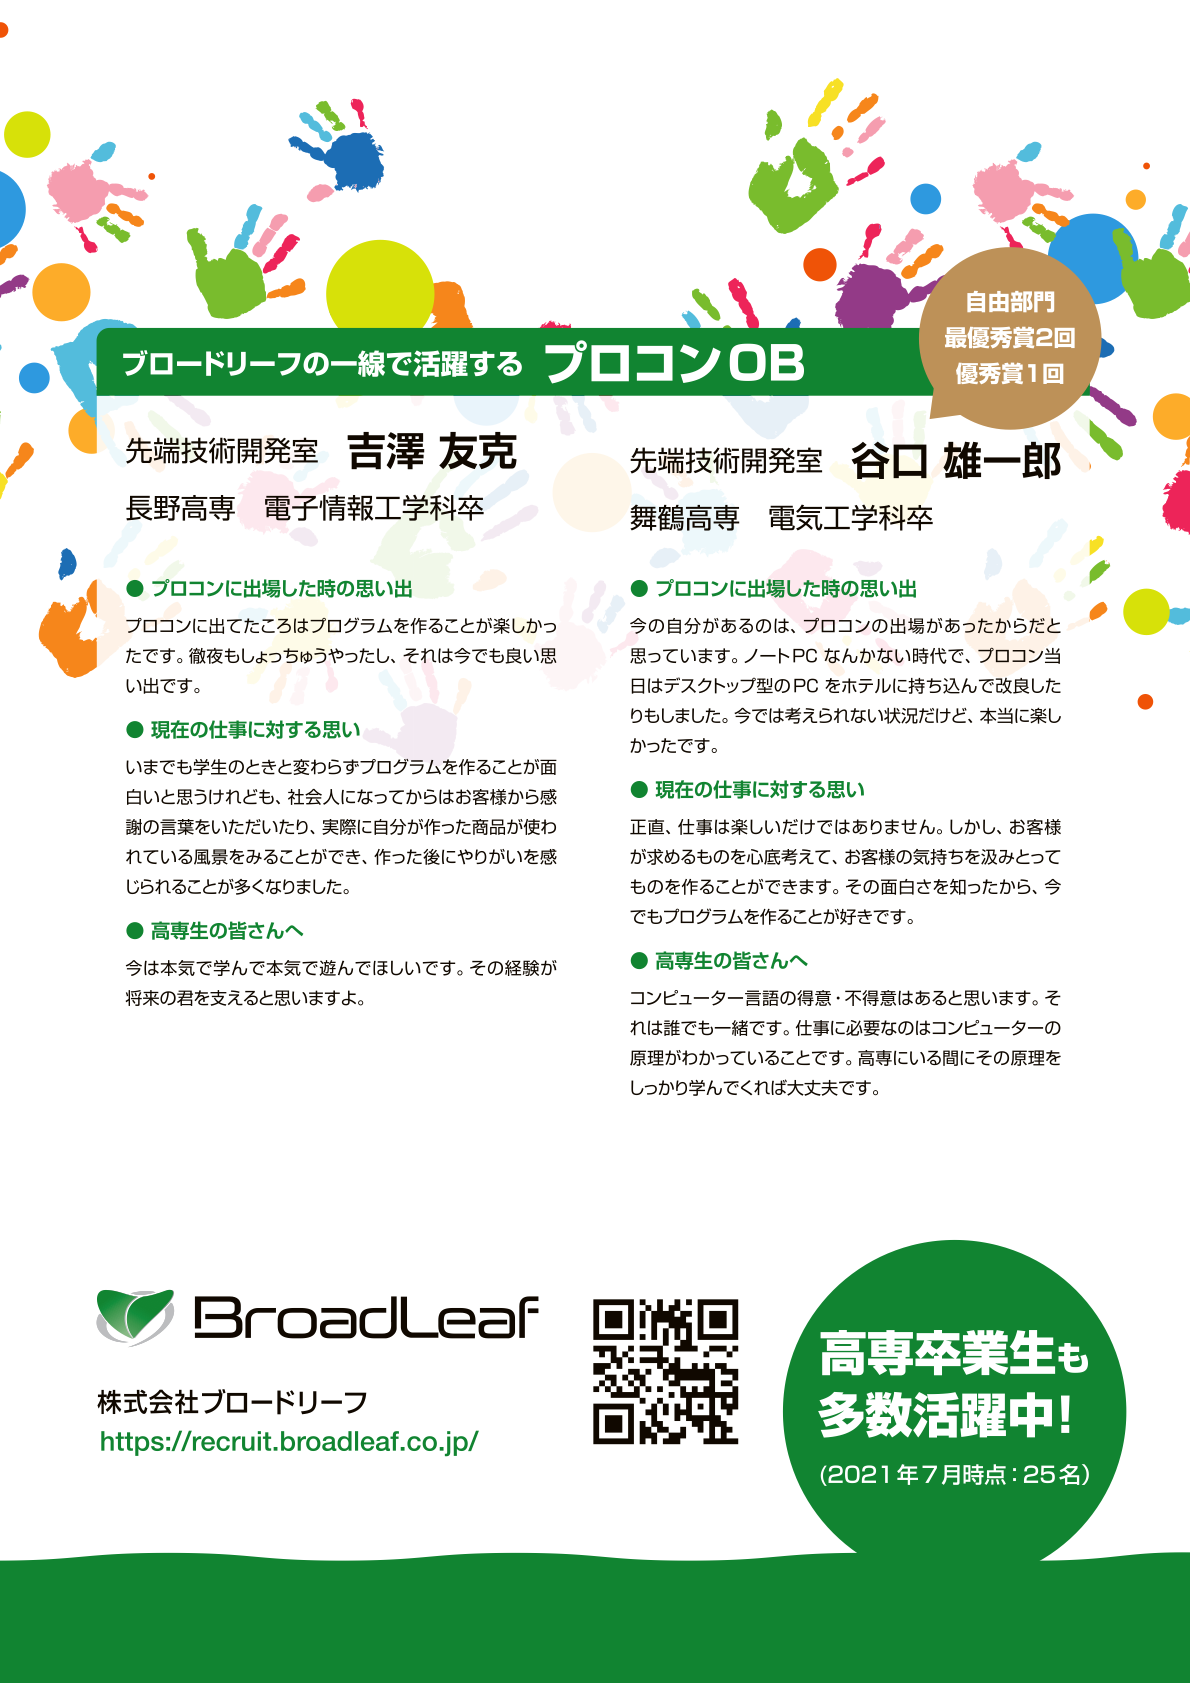 ブロードリーフの一線で活躍する プロコンOB
自由部門
最優秀賞2回
優秀賞1回
先端技術開発室 吉澤 友克
長野高専 電子情報工学科卒
● プロコンに出場した時の思い出
プロコンに出てたころはプログラムを作ることが楽しかっ
たです。徹夜もしょっちゅうやったし、それは今でも良い思
い出です。
● 現在の仕事に対する思い
いまでも学生のときと変わらずプログラムを作ることが面
白いと思うけれども、社会人になってからはお客様から感
謝の言葉をいただいたり、実際に自分が作った商品が使わ
れている風景をみることができ、作った後にやりがいを感
じられることが多くなりました。
● 高専生の皆さんへ
今は本気で学んで本気で遊んでほしいです。その経験が
将来の君を支えると思いますよ。
先端技術開発室 谷口 雄一郎
舞鶴高専 電気工学科卒
● プロコンに出場した時の思い出
今の自分があるのは、プロコンの出場があったからだと
思っています。ノートPC なんかない時代で、プロコン当
日はデスクトップ型のPC をホテルに持ち込んで改良した
りもしました。今では考えられない状況だけど、本当に楽し
かったです。
● 現在の仕事に対する思い
正直、仕事は楽しいだけではありません。しかし、お客様
が求めるものを心底考えて、お客様の気持ちを汲みとって
ものを作ることができます。その面白さを知ったから、今
でもプログラムを作ることが好きです。
● 高専生の皆さんへ
コンピューター言語の得意・不得意はあると思います。そ
れは誰でも一緒です。仕事に必要なのはコンピューターの
原理がわかっていることです。高専にいる間にその原理を
しっかり学んでくれば大丈夫です。
BroadLeaf
株式会社ブロードリーフ
https://recruit.broadleaf.co.jp/
高専卒業生も
多数活躍中!
(2021年7月時点:25名)